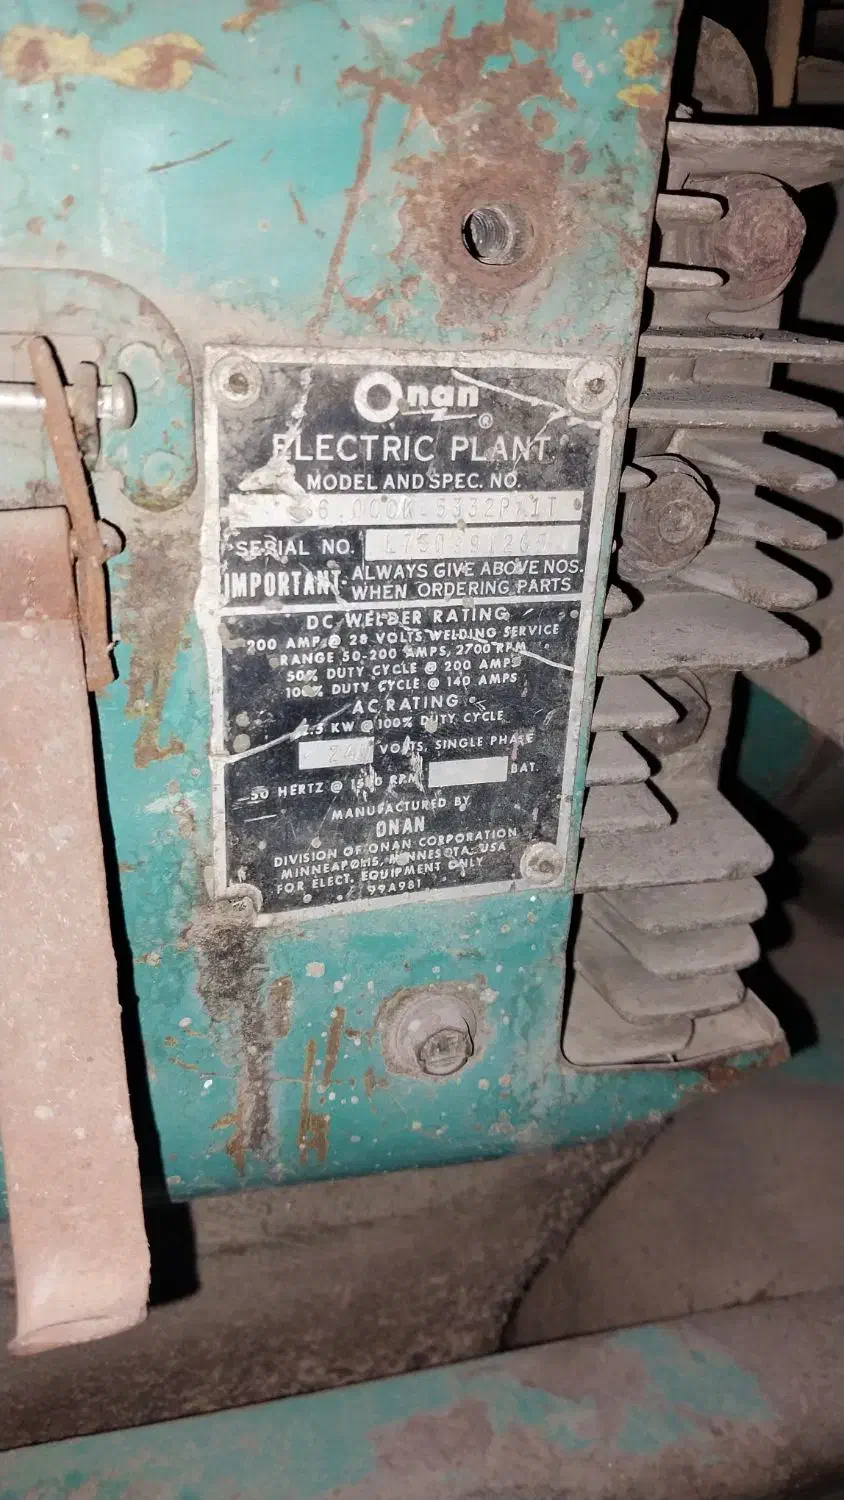 Onan ®
ELECTRIC PLANT
MODEL AND SPEC. NO.
SERIAL NO.
IMPORTANT- ALWAYS GIVE ABOVE NOS.
WHEN ORDERING PARTS
DC WELDER RATING
200 AMP @ 28 VOLTS WELDING SERVICE
RANGE 50-200 AMPS, 2700 RPM
50% DUTY CYCLE @ 200 AMPS
100% DUTY CYCLE @ 140 AMPS
AC RATING
KW @ 100% DUTY CYCLE
VOLTS, SINGLE PHASE
50 HERTZ @ RPM BAT.
MANUFACTURED BY
ONAN
DIVISION OF ONAN CORPORATION
MINNEAPOLIS, MINNESOTA, USA
FOR ELECT. EQUIPMENT ONLY
99A981